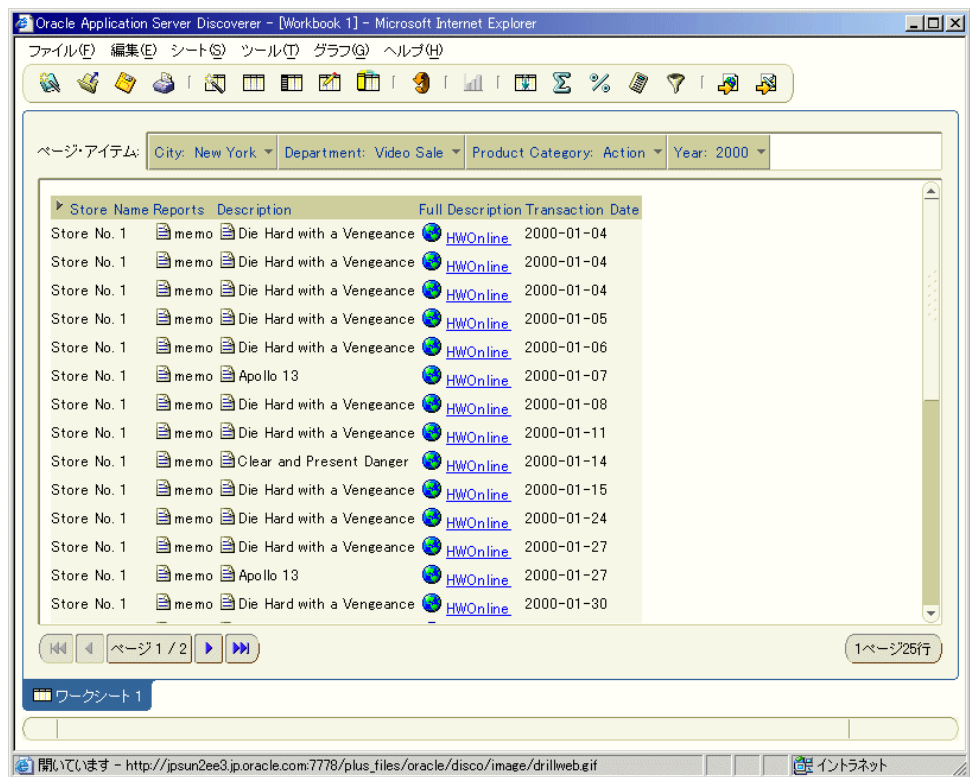 Oracle Application Server Discoverer - [Workbook 1] - Microsoft Internet Explorer
ファイル(F) 編集(E) シート(S) ツール(T) グラフ(G) ヘルプ(H)
ページ・アイテム: City: New York Department: Video Sale Product Category: Action Year: 2000
Store Name Reports Description Full Description Transaction Date
Store No. 1 memo Die Hard with a Vengeance HWOnline 2000-01-04
Store No. 1 memo Die Hard with a Vengeance HWOnline 2000-01-04
Store No. 1 memo Die Hard with a Vengeance HWOnline 2000-01-04
Store No. 1 memo Die Hard with a Vengeance HWOnline 2000-01-05
Store No. 1 memo Die Hard with a Vengeance HWOnline 2000-01-06
Store No. 1 memo Apollo 13 HWOnline 2000-01-07
Store No. 1 memo Die Hard with a Vengeance HWOnline 2000-01-08
Store No. 1 memo Die Hard with a Vengeance HWOnline 2000-01-11
Store No. 1 memo Clear and Present Danger HWOnline 2000-01-14
Store No. 1 memo Die Hard with a Vengeance HWOnline 2000-01-15
Store No. 1 memo Die Hard with a Vengeance HWOnline 2000-01-24
Store No. 1 memo Die Hard with a Vengeance HWOnline 2000-01-27
Store No. 1 memo Apollo 13 HWOnline 2000-01-27
Store No. 1 memo Die Hard with a Vengeance HWOnline 2000-01-30
ページ 1 / 2 1ページ25行
ワークシート 1
開いています - http://jpsun2ee3.jp.oracle.com:7778/plus_files/oracle/disco/image/drillweb.gif イントラネット